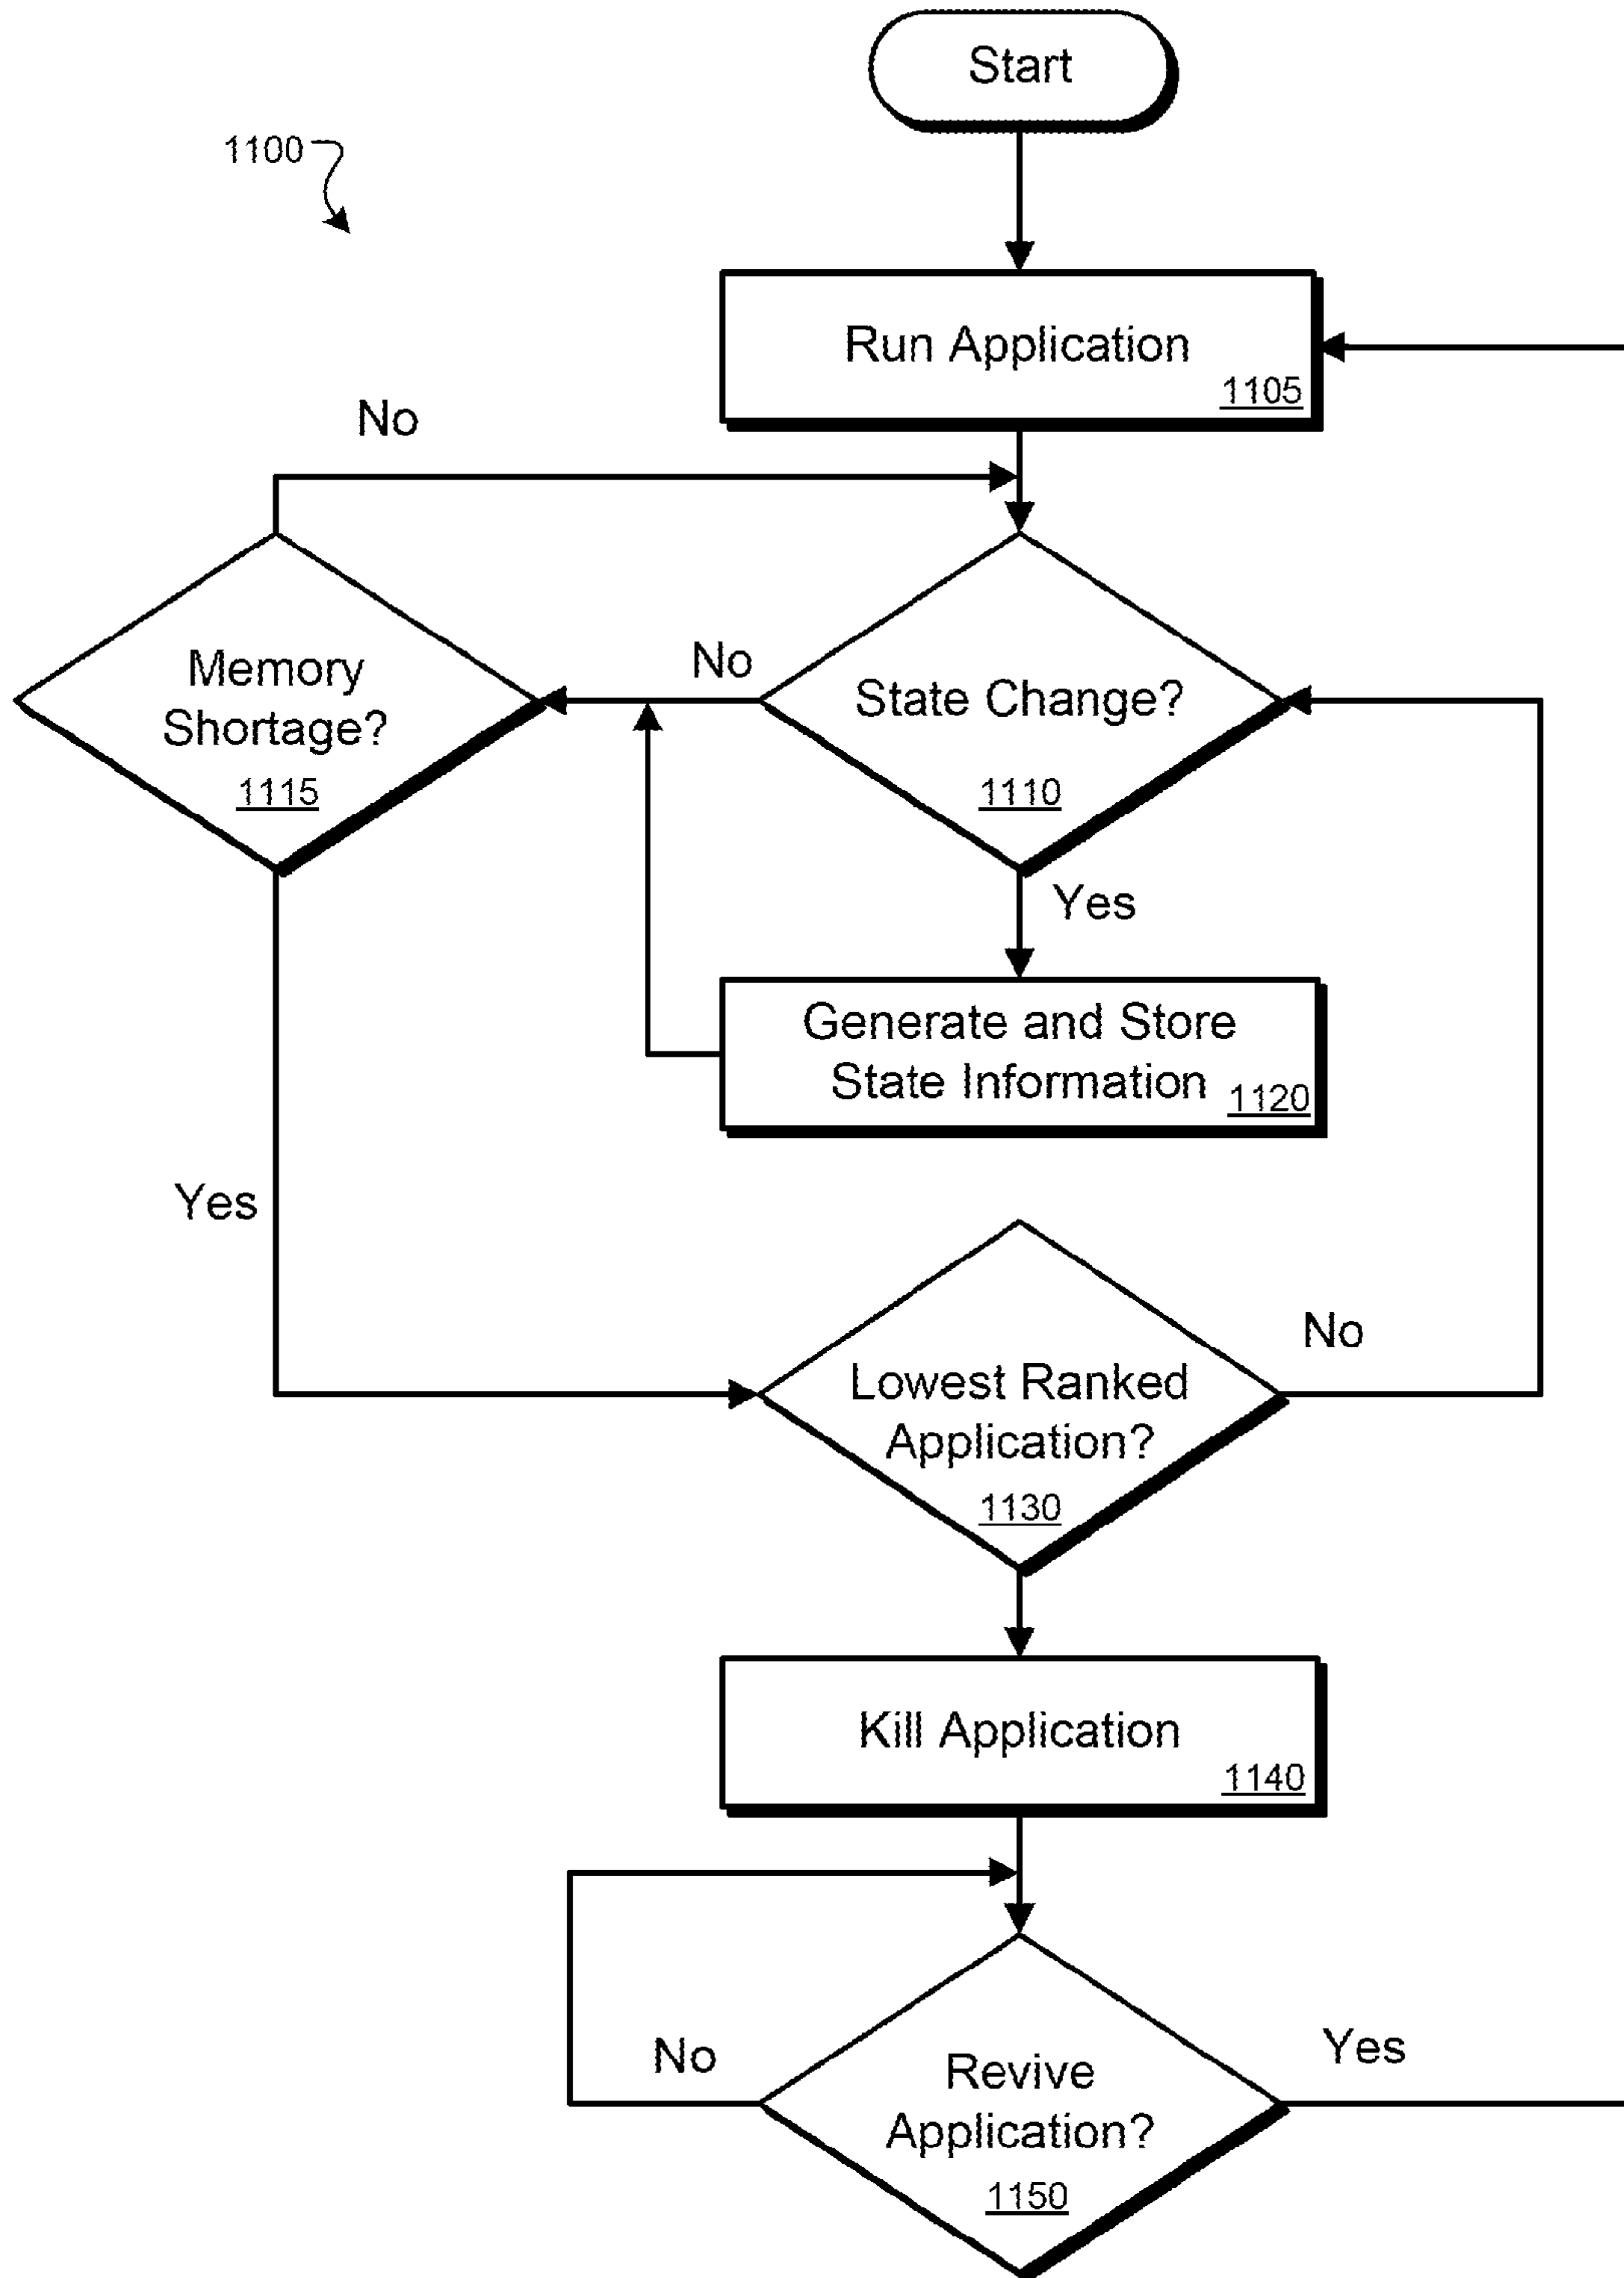 Start
1100
Run Application
1105
No
Memory
Shortage?
1115
No
State Change?
1110
Yes
Generate and Store
State Information
1120
Yes
Lowest Ranked
Application?
1130
No
Kill Application
1140
No
Revive
Application?
1150
Yes